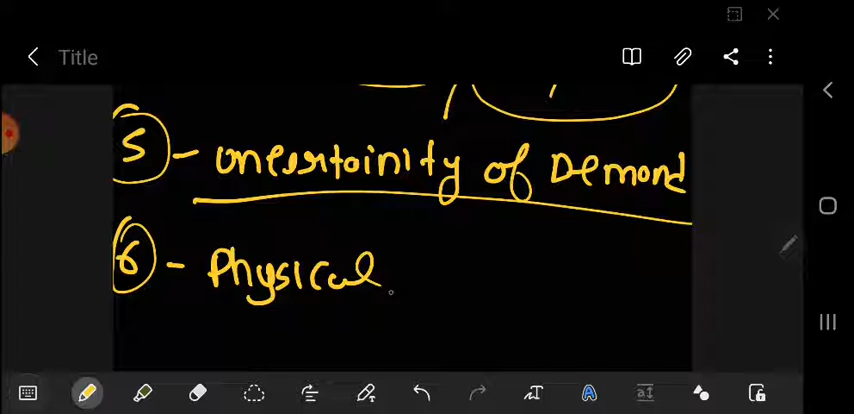 Title
5 - uncertainity of Demand
6 - Physical